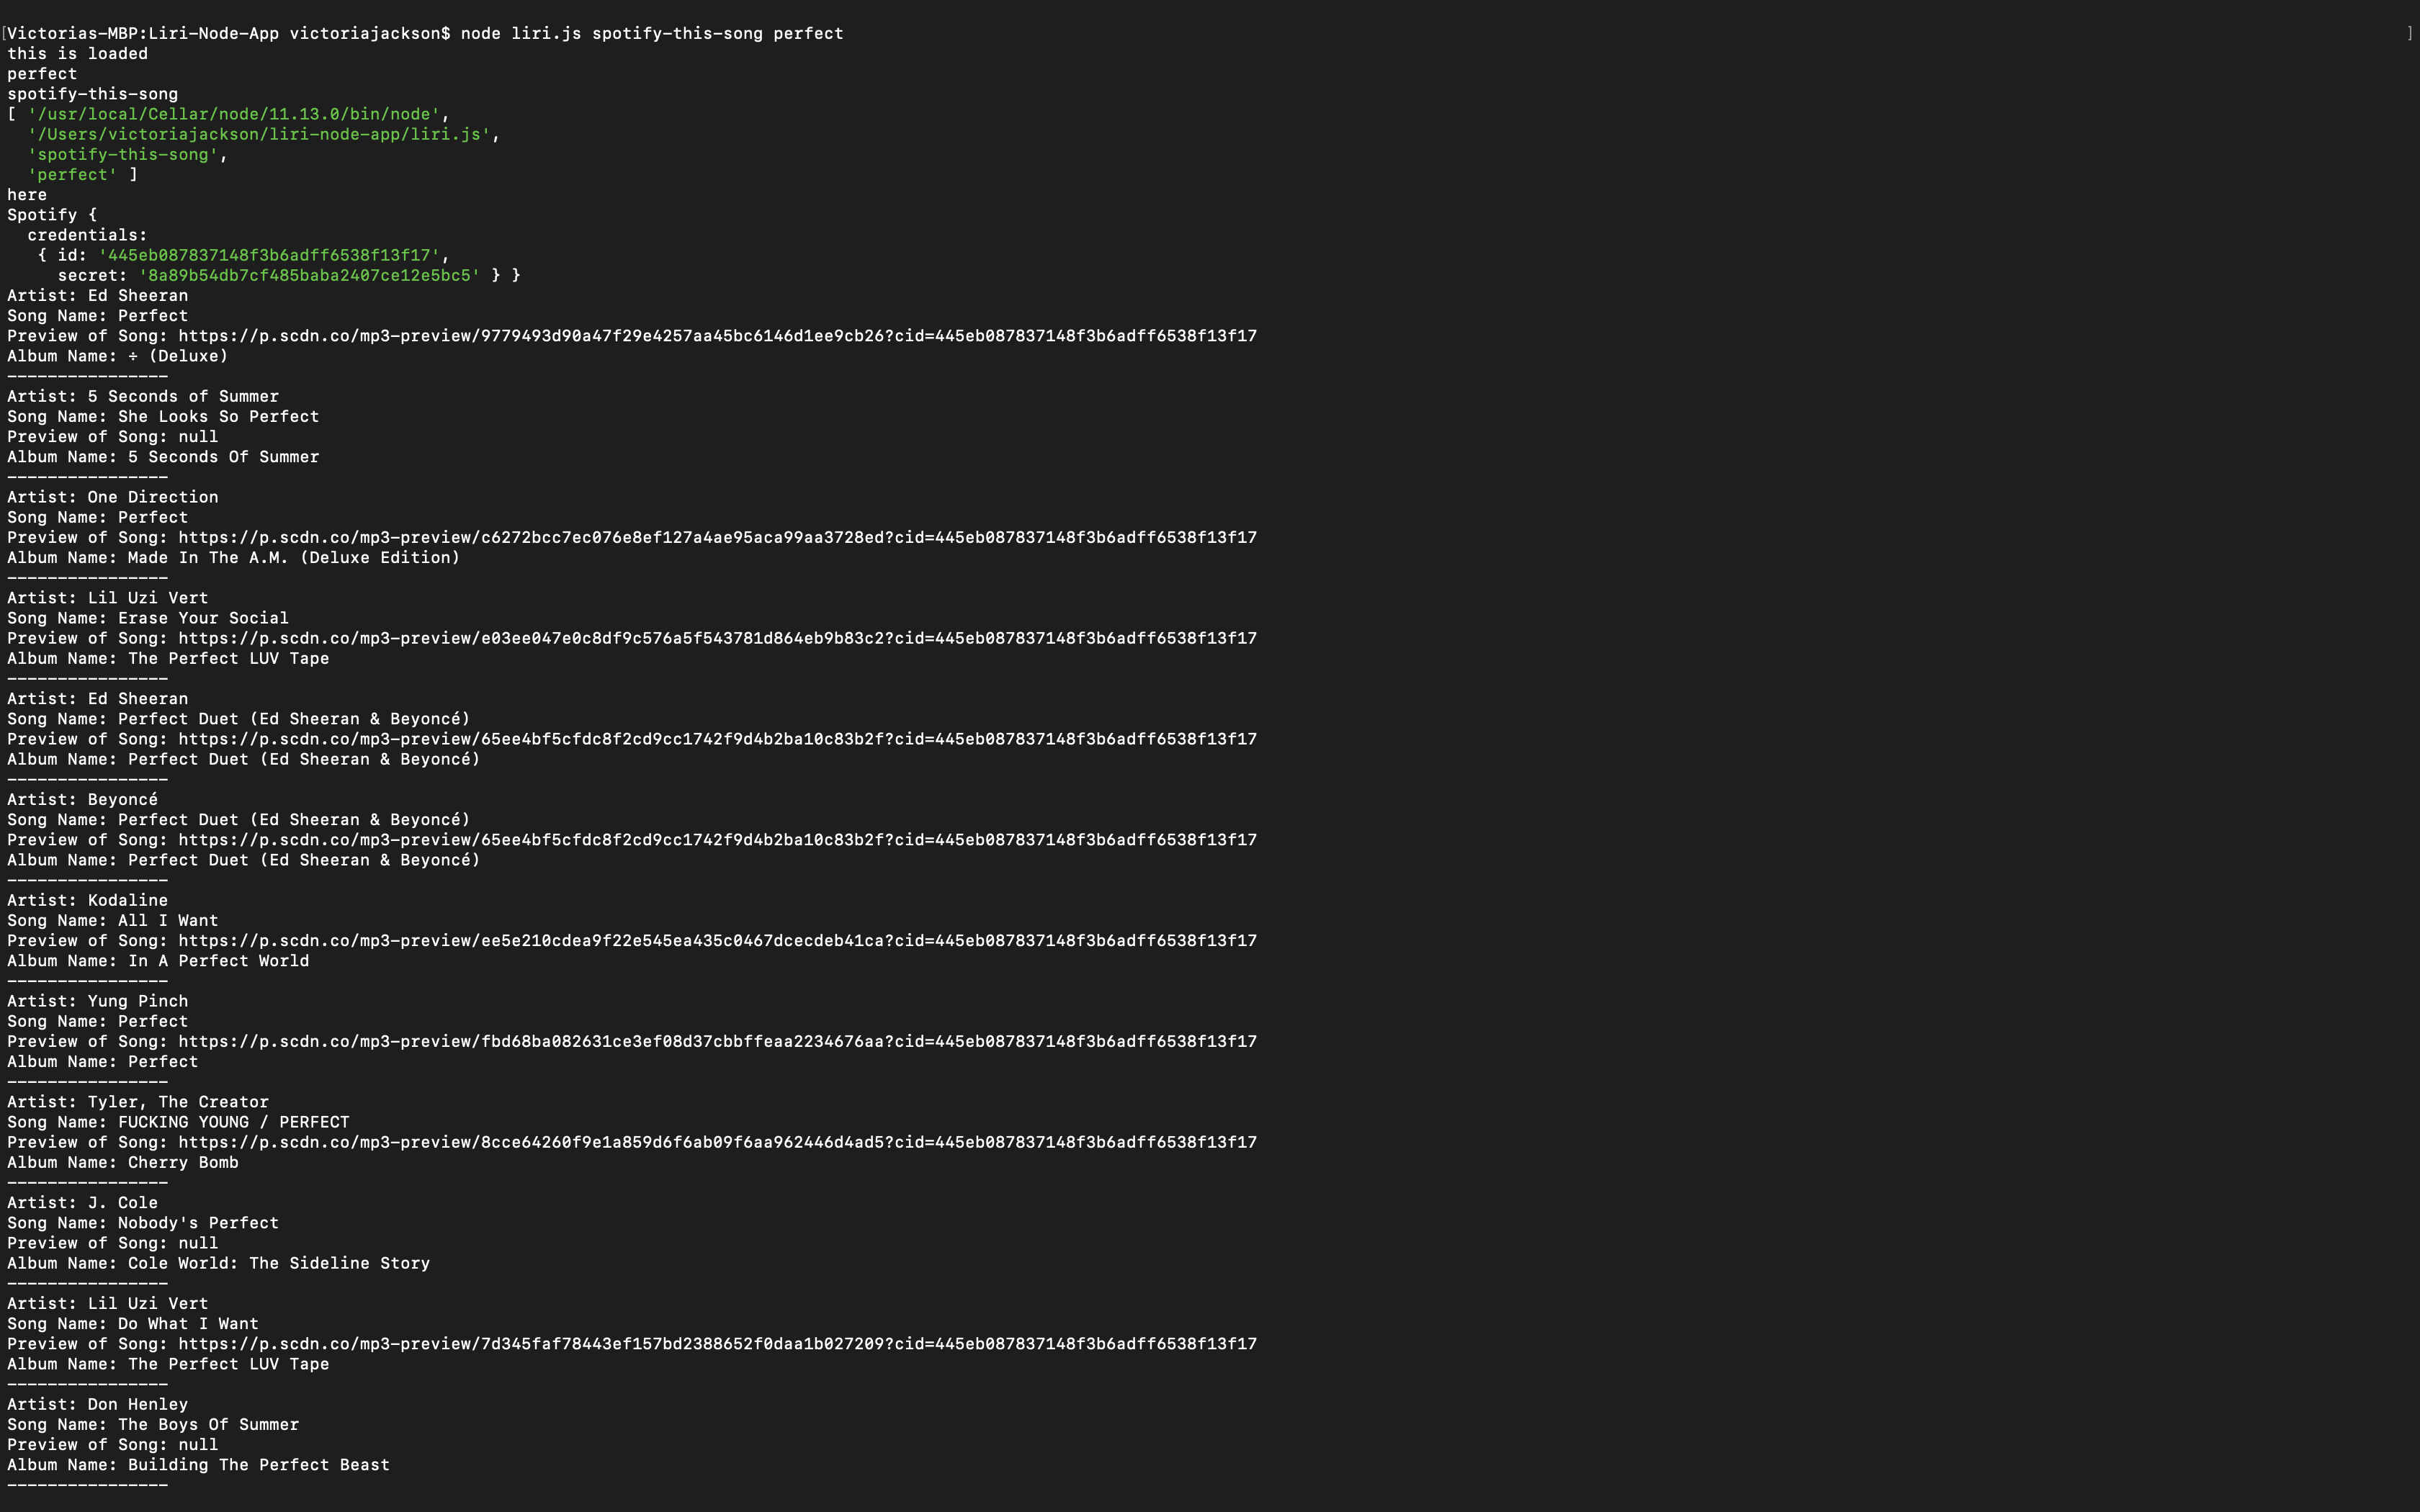 [Victorias-MBP:Liri-Node-App victoriajackson$ node liri.js spotify-this-song perfect ]
this is loaded
perfect
spotify-this-song
[ '/usr/local/Cellar/node/11.13.0/bin/node',
  '/Users/victoriajackson/liri-node-app/liri.js',
  'spotify-this-song',
  'perfect' ]
here
Spotify {
  credentials:
   { id: '445eb087837148f3b6adff6538f13f17',
     secret: '8a89b54db7cf485baba2407ce12e5bc5' } }
Artist: Ed Sheeran
Song Name: Perfect
Preview of Song: https://p.scdn.co/mp3-preview/9779493d90a47f29e4257aa45bc6146d1ee9cb26?cid=445eb087837148f3b6adff6538f13f17
Album Name: ÷ (Deluxe)
----------------
Artist: 5 Seconds of Summer
Song Name: She Looks So Perfect
Preview of Song: null
Album Name: 5 Seconds Of Summer
----------------
Artist: One Direction
Song Name: Perfect
Preview of Song: https://p.scdn.co/mp3-preview/c6272bcc7ec076e8ef127a4ae95aca99aa3728ed?cid=445eb087837148f3b6adff6538f13f17
Album Name: Made In The A.M. (Deluxe Edition)
----------------
Artist: Lil Uzi Vert
Song Name: Erase Your Social
Preview of Song: https://p.scdn.co/mp3-preview/e03ee047e0c8df9c576a5f543781d864eb9b83c2?cid=445eb087837148f3b6adff6538f13f17
Album Name: The Perfect LUV Tape
----------------
Artist: Ed Sheeran
Song Name: Perfect Duet (Ed Sheeran & Beyoncé)
Preview of Song: https://p.scdn.co/mp3-preview/65ee4bf5cfdc8f2cd9cc1742f9d4b2ba10c83b2f?cid=445eb087837148f3b6adff6538f13f17
Album Name: Perfect Duet (Ed Sheeran & Beyoncé)
----------------
Artist: Beyoncé
Song Name: Perfect Duet (Ed Sheeran & Beyoncé)
Preview of Song: https://p.scdn.co/mp3-preview/65ee4bf5cfdc8f2cd9cc1742f9d4b2ba10c83b2f?cid=445eb087837148f3b6adff6538f13f17
Album Name: Perfect Duet (Ed Sheeran & Beyoncé)
----------------
Artist: Kodaline
Song Name: All I Want
Preview of Song: https://p.scdn.co/mp3-preview/ee5e210cdea9f22e545ea435c0467dcecdeb41ca?cid=445eb087837148f3b6adff6538f13f17
Album Name: In A Perfect World
----------------
Artist: Yung Pinch
Song Name: Perfect
Preview of Song: https://p.scdn.co/mp3-preview/fbd68ba082631ce3ef08d37cbbffeaa2234676aa?cid=445eb087837148f3b6adff6538f13f17
Album Name: Perfect
----------------
Artist: Tyler, The Creator
Song Name: FUCKING YOUNG / PERFECT
Preview of Song: https://p.scdn.co/mp3-preview/8cce64260f9e1a859d6f6ab09f6aa962446d4ad5?cid=445eb087837148f3b6adff6538f13f17
Album Name: Cherry Bomb
----------------
Artist: J. Cole
Song Name: Nobody's Perfect
Preview of Song: null
Album Name: Cole World: The Sideline Story
----------------
Artist: Lil Uzi Vert
Song Name: Do What I Want
Preview of Song: https://p.scdn.co/mp3-preview/7d345faf78443ef157bd2388652f0daa1b027209?cid=445eb087837148f3b6adff6538f13f17
Album Name: The Perfect LUV Tape
----------------
Artist: Don Henley
Song Name: The Boys Of Summer
Preview of Song: null
Album Name: Building The Perfect Beast
----------------